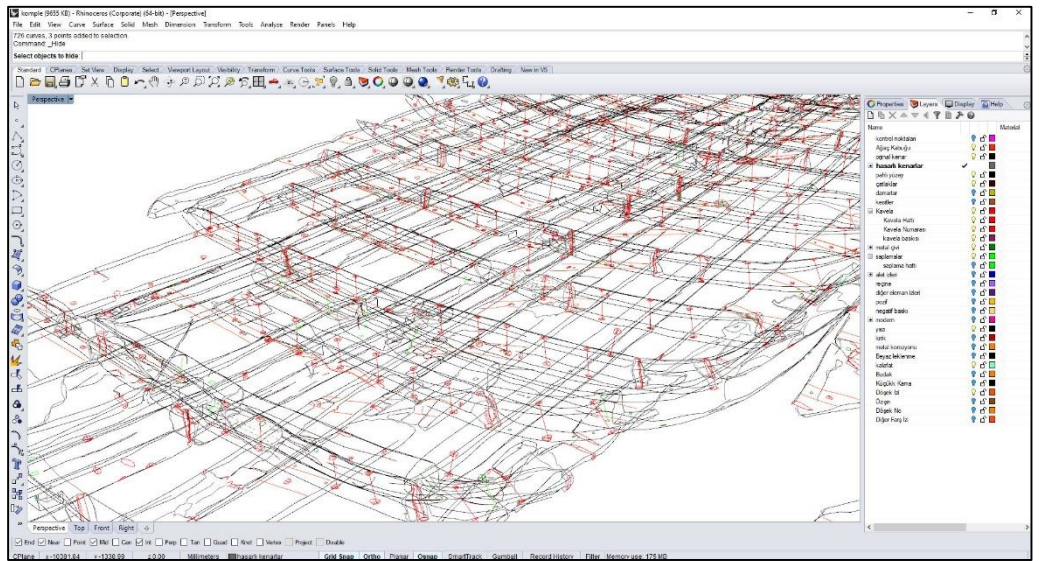 komple (9655 KB) - Rhinoceros (Corporate) (64-bit) - [Perspective]
File Edit View Curve Surface Solid Mesh Dimension Transform Tools Analyze Render Panels Help
726 curves, 3 points added to selection.
Command: _Hide
Select objects to hide:
Standard CPlanes Set View Display Select Viewport Layout Visibility Transform Curve Tools Surface Tools Solid Tools Mesh Tools Render Tools Drafting New in V5
Perspective
Properties Layers Display Help
Name Material
kontrol noktaları
Ağaç Kabuğu
orjinal kenar
hasarlı kenarlar
pahlı yüzey
çatlaklar
damarlar
kesitler
Kavela
Kavela Hattı
Kavela Numarası
kavela baskısı
metal çivi
saplamalar
saplama hattı
alet izleri
reçine
diğer eleman izleri
pozif
negatif baskı
modern
yazı
kırık
metal korozyonu
Beyaz leklenme
kalafat
Budak
Küçükk Kama
Döşek İzi
Özge
Döşek No
Diğer Farş İzi
Perspective Top Front Right
End Near Point Mid Cen Int Perp Tan Quad Knot Vertex Project Disable
CPlane x -10381.84 y -1338.99 z 0.00 Millimeters hasarlı kenarlar Grid Snap Ortho Planar Osnap SmartTrack Gumball Record History Filter Memory use: 175 MB